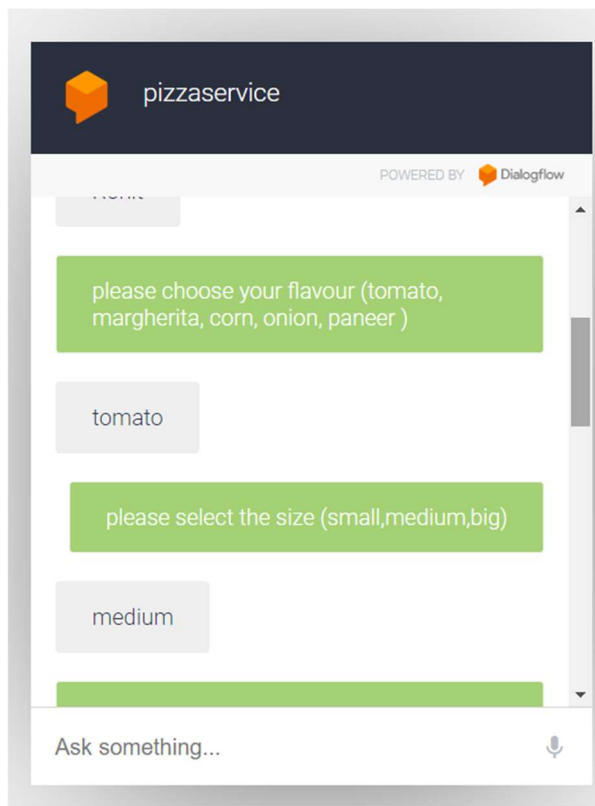 pizzaservice
POWERED BY Dialogflow
please choose your flavour (tomato,
margherita, corn, onion, paneer )
tomato
please select the size (small,medium,big)
medium
Ask something...